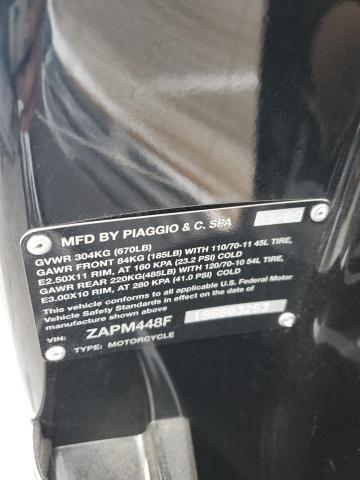 MFD BY PIAGGIO & C. SPA
GVWR 304KG (670LB)
GAWR FRONT 84KG (185LB) WITH 110/70-11 45L TIRE,
E2.50X11 RIM, AT 160 KPA (23.2 PSI) COLD
GAWR REAR 220KG(485LB) WITH 120/70-10 54L TIRE,
E3.00X10 RIM, AT 280 KPA (41.0 PSI) COLD
This vehicle conforms to all applicable U.S. Federal Motor
Vehicle Safety Standards in effect on the date of
manufacture shown above
VIN: ZAPM448F
TYPE: MOTORCYCLE